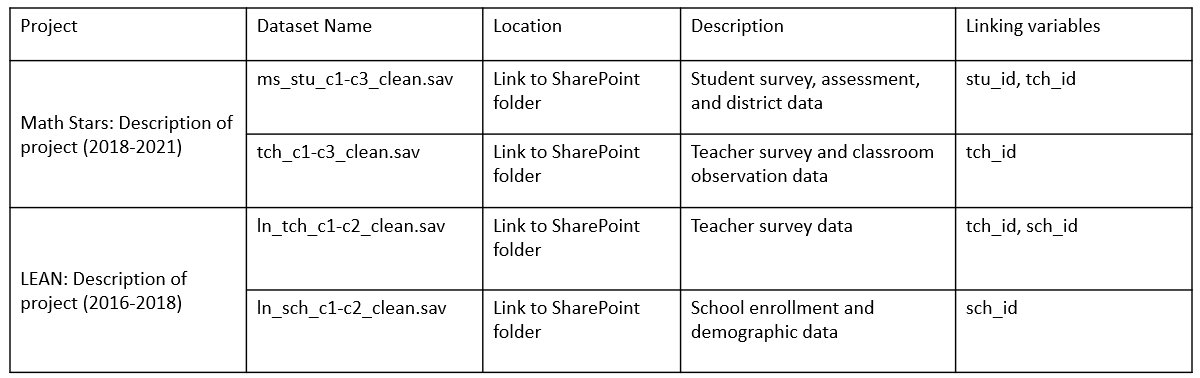 Project
Dataset Name
Location
Description
Linking variables
Math Stars: Description of
project (2018-2021)
ms_stu_c1-c3_clean.sav
Link to SharePoint
folder
Student survey, assessment,
and district data
stu_id, tch_id
tch_c1-c3_clean.sav
Link to SharePoint
folder
Teacher survey and classroom
observation data
tch_id
LEAN: Description of
project (2016-2018)
ln_tch_c1-c2_clean.sav
Link to SharePoint
folder
Teacher survey data
tch_id, sch_id
ln_sch_c1-c2_clean.sav
Link to SharePoint
folder
School enrollment and
demographic data
sch_id